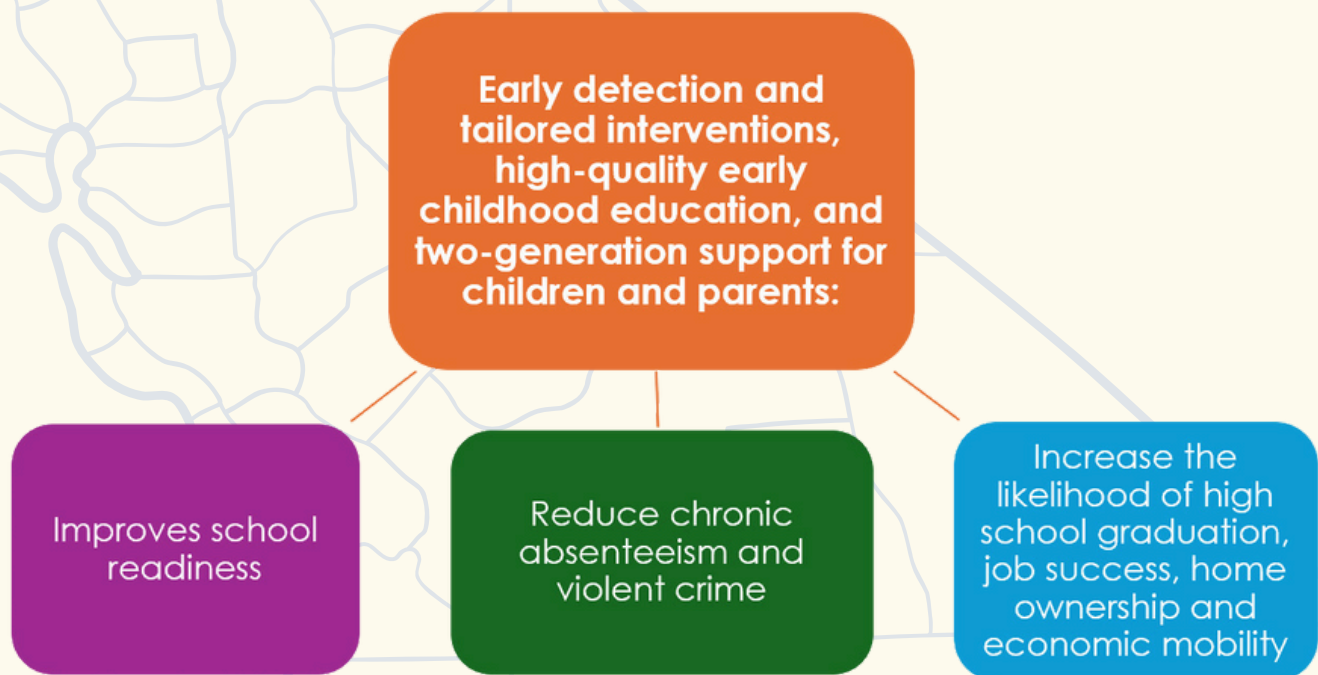 Early detection and
tailored interventions,
high-quality early
childhood education, and
two-generation support for
children and parents:
Improves school
readiness
Reduce chronic
absenteeism and
violent crime
Increase the
likelihood of high
school graduation,
job success, home
ownership and
economic mobility